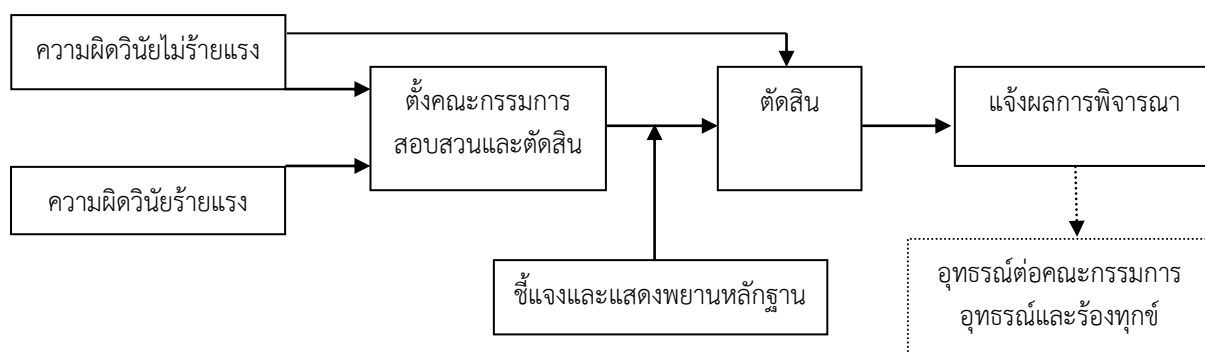 ความผิดวินัยไม่ร้ายแรง
ความผิดวินัยร้ายแรง
ตั้งคณะกรรมการ
สอบสวนและตัดสิน
ชี้แจงและแสดงพยานหลักฐาน
ตัดสิน
แจ้งผลการพิจารณา
อุทธรณ์ต่อคณะกรรมการ
อุทธรณ์และร้องทุกข์